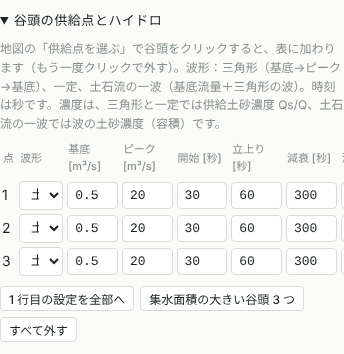 ▼ 谷頭の供給点とハイドロ
地図の「供給点を選ぶ」で谷頭をクリックすると、表に加わり
ます（もう一度クリックで外す）。波形：三角形（基底→ピーク
→基底）、一定、土石流の一波（基底流量＋三角形の波）。時刻
は秒です。濃度は、三角形と一定では供給土砂濃度 Qs/Q、土石
流の一波では波の土砂濃度（容積）です。
点 波形 基底 [m³/s] ピーク [m³/s] 開始 [秒] 立上り [秒] 減衰 [秒]
1 0.5 20 30 60 300
2 0.5 20 30 60 300
3 0.5 20 30 60 300
1 行目の設定を全部へ 集水面積の大きい谷頭 3 つ
すべて外す